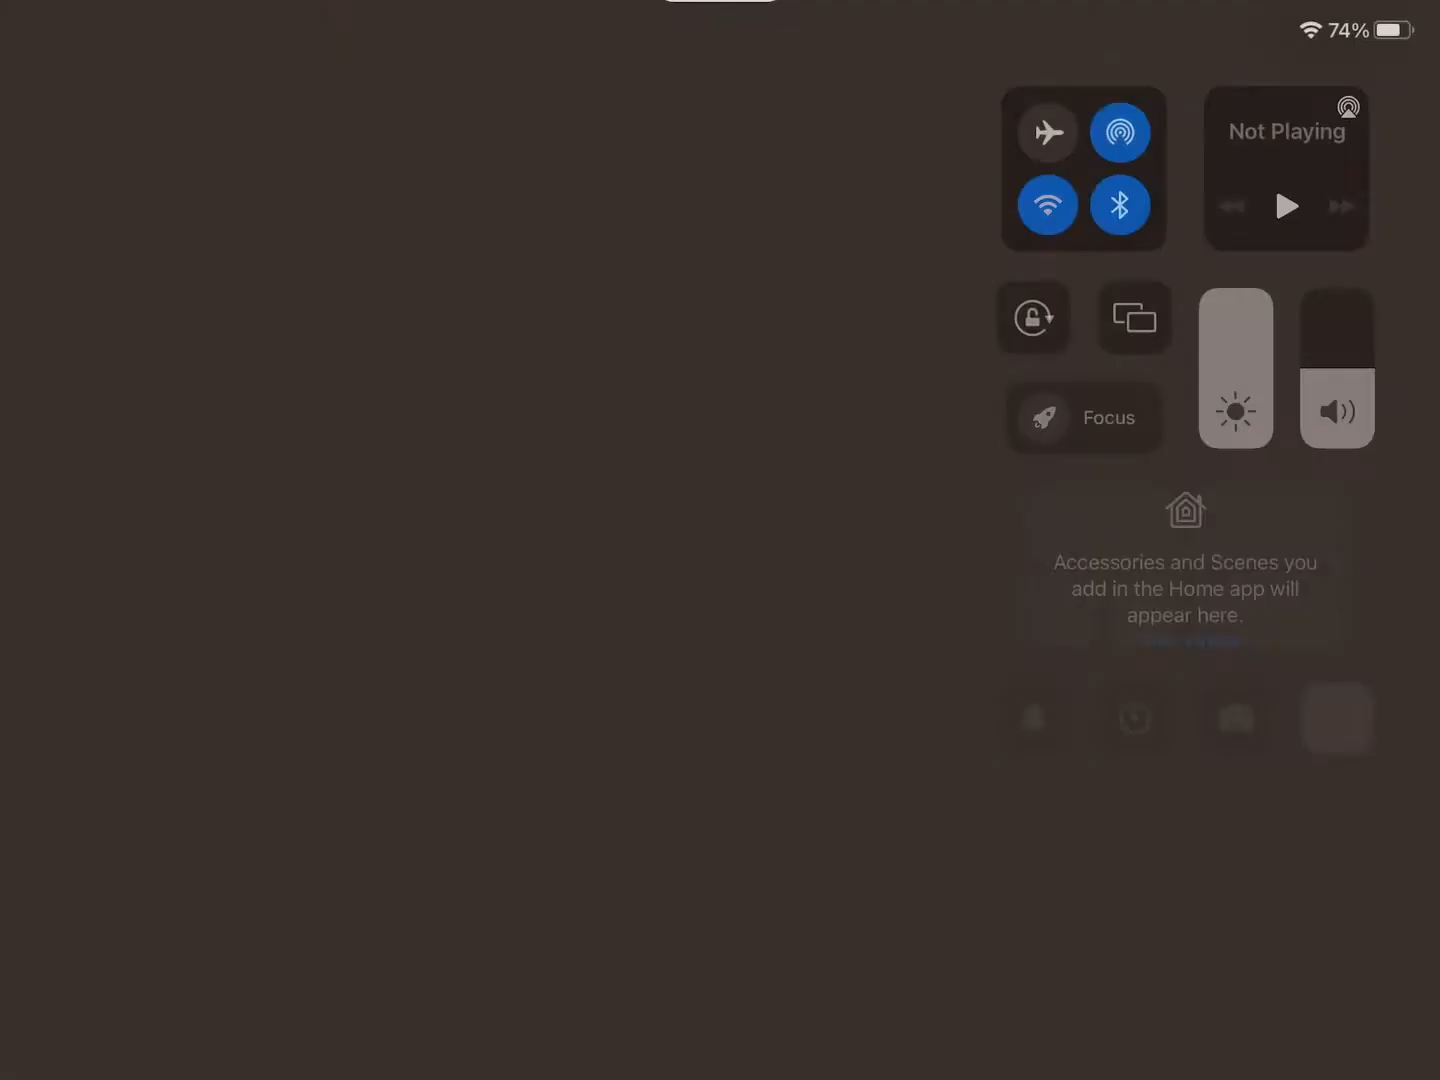 74%
Not Playing
Focus
Accessories and Scenes you
add in the Home app will
appear here.